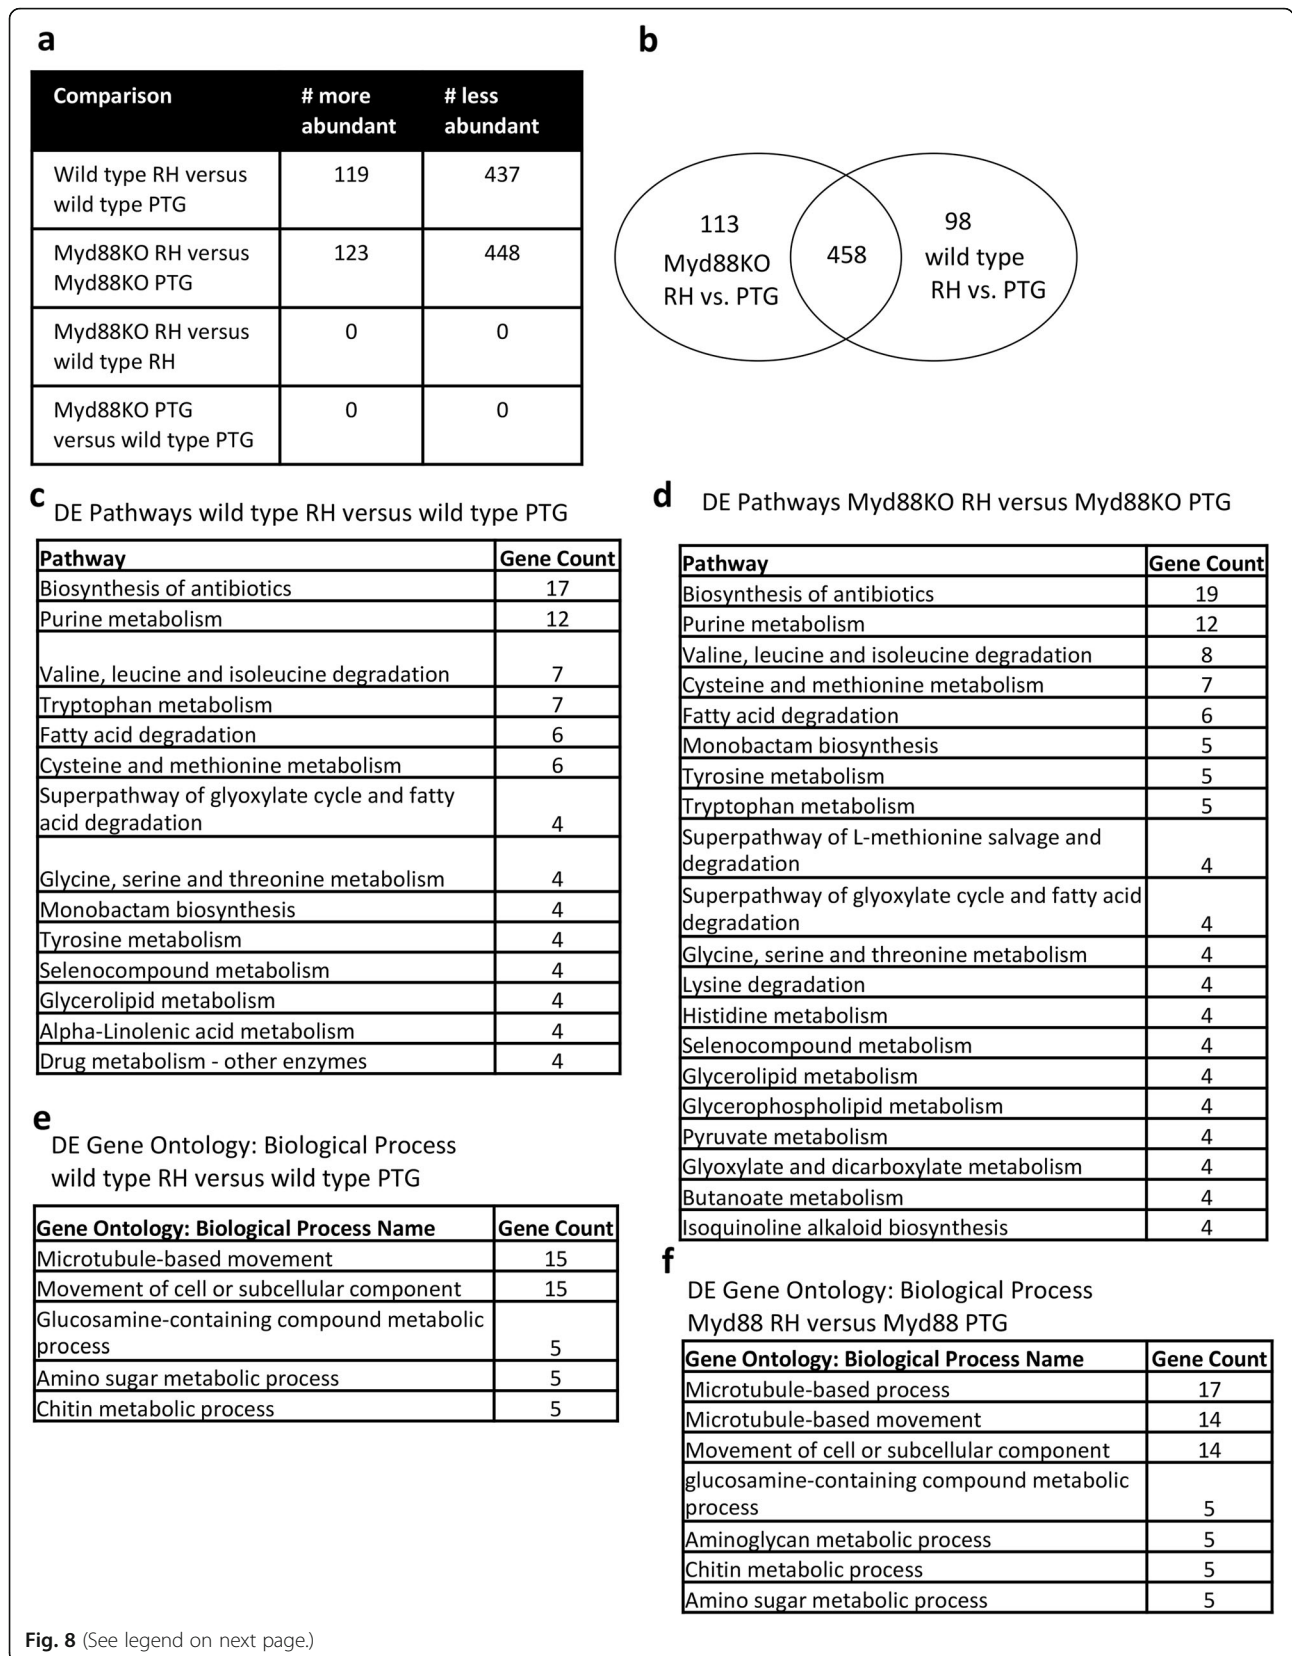 a
Comparison # more # less
abundant abundant
Wild type RH versus 119 437
wild type PTG
Myd88KO RH versus 123 448
Myd88KO PTG
Myd88KO RH versus 0 0
wild type RH
Myd88KO PTG 0 0
versus wild type PTG
b
113 98
Myd88KO 458 wild type
RH vs. PTG RH vs. PTG
c
DE Pathways wild type RH versus wild type PTG
Pathway Gene Count
Biosynthesis of antibiotics 17
Purine metabolism 12
Valine, leucine and isoleucine degradation 7
Tryptophan metabolism 7
Fatty acid degradation 6
Cysteine and methionine metabolism 6
Superpathway of glyoxylate cycle and fatty
acid degradation 4
Glycine, serine and threonine metabolism 4
Monobactam biosynthesis 4
Tyrosine metabolism 4
Selenocompound metabolism 4
Glycerolipid metabolism 4
Alpha-Linolenic acid metabolism 4
Drug metabolism - other enzymes 4
d
DE Pathways Myd88KO RH versus Myd88KO PTG
Pathway Gene Count
Biosynthesis of antibiotics 19
Purine metabolism 12
Valine, leucine and isoleucine degradation 8
Cysteine and methionine metabolism 7
Fatty acid degradation 6
Monobactam biosynthesis 5
Tyrosine metabolism 5
Tryptophan metabolism 5
Superpathway of L-methionine salvage and
degradation 4
Superpathway of glyoxylate cycle and fatty acid
degradation 4
Glycine, serine and threonine metabolism 4
Lysine degradation 4
Histidine metabolism 4
Selenocompound metabolism 4
Glycerolipid metabolism 4
Glycerophospholipid metabolism 4
Pyruvate metabolism 4
Glyoxylate and dicarboxylate metabolism 4
Butanoate metabolism 4
Isoquinoline alkaloid biosynthesis 4
e
DE Gene Ontology: Biological Process
wild type RH versus wild type PTG
Gene Ontology: Biological Process Name Gene Count
Microtubule-based movement 15
Movement of cell or subcellular component 15
Glucosamine-containing compound metabolic
process 5
Amino sugar metabolic process 5
Chitin metabolic process 5
f
DE Gene Ontology: Biological Process
Myd88 RH versus Myd88 PTG
Gene Ontology: Biological Process Name Gene Count
Microtubule-based process 17
Microtubule-based movement 14
Movement of cell or subcellular component 14
glucosamine-containing compound metabolic
process 5
Aminoglycan metabolic process 5
Chitin metabolic process 5
Amino sugar metabolic process 5
Fig. 8 (See legend on next page.)